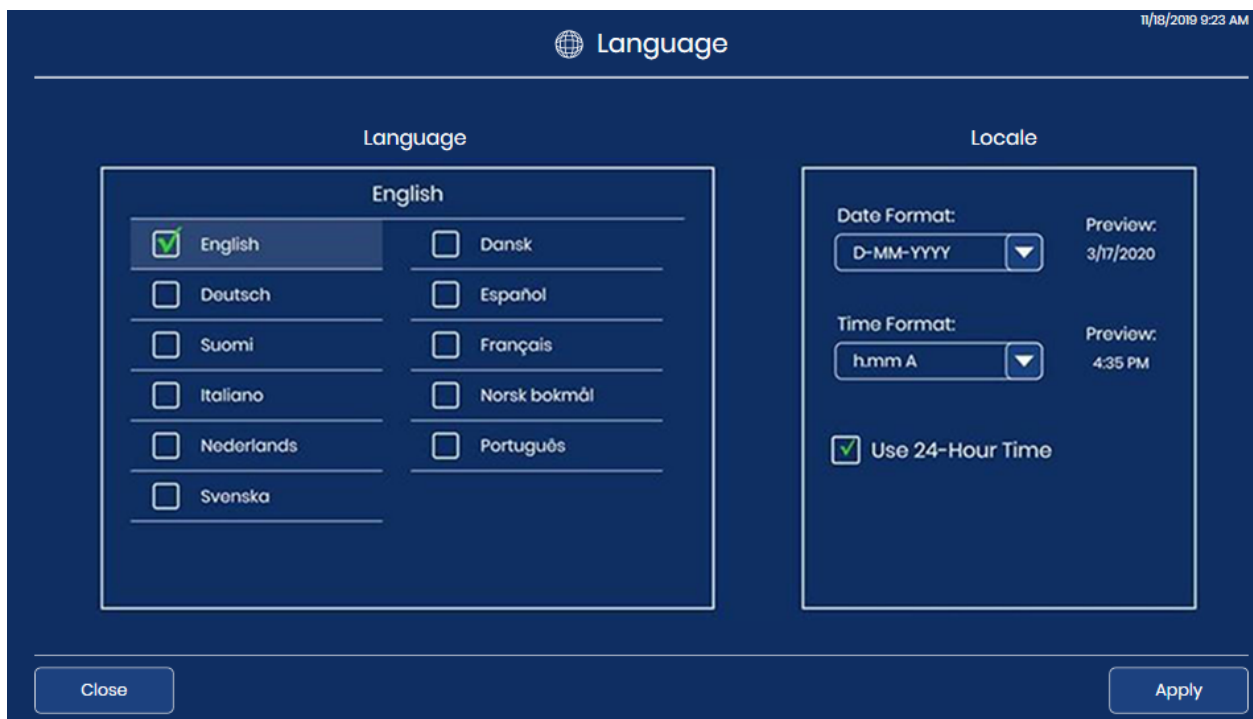 11/18/2019 9:23 AM
Language
Language
English
English
Dansk
Deutsch
Español
Suomi
Français
Italiano
Norsk bokmål
Nederlands
Português
Svenska
Locale
Date Format:
Preview:
D-MM-YYYY
3/17/2020
Time Format:
Preview:
h.mm A
4:35 PM
Use 24-Hour Time
Close
Apply